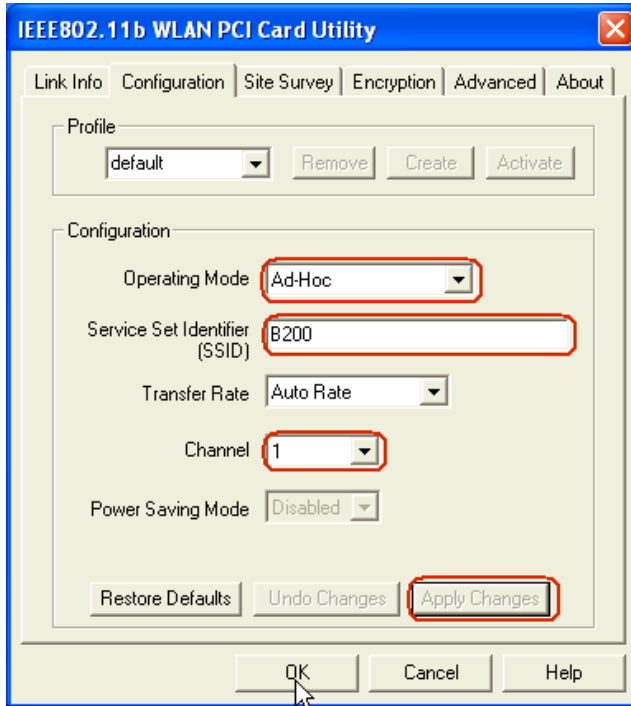 IEEE802.11b WLAN PCI Card Utility
Link Info Configuration Site Survey Encryption Advanced About
Profile
default Remove Create Activate
Configuration
Operating Mode Ad-Hoc
Service Set Identifier
(SSID) B200
Transfer Rate Auto Rate
Channel 1
Power Saving Mode Disabled
Restore Defaults Undo Changes Apply Changes
OK Cancel Help